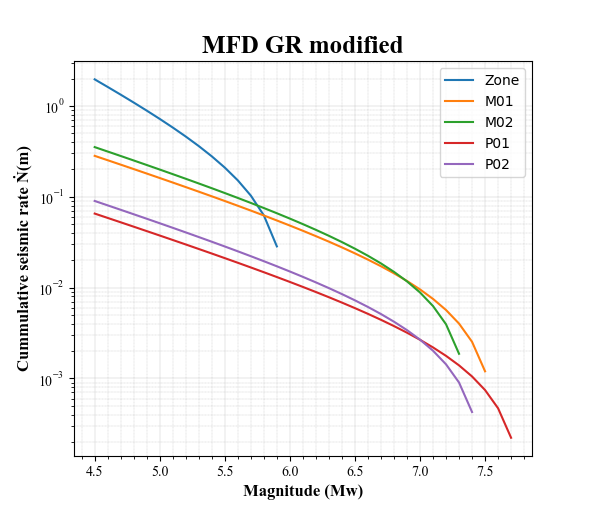 MFD GR modified
Cummulative seismic rate Ṅ(m)
10⁰
10⁻¹
10⁻²
10⁻³
Zone
M01
M02
P01
P02
4.5 5.0 5.5 6.0 6.5 7.0 7.5
Magnitude (Mw)